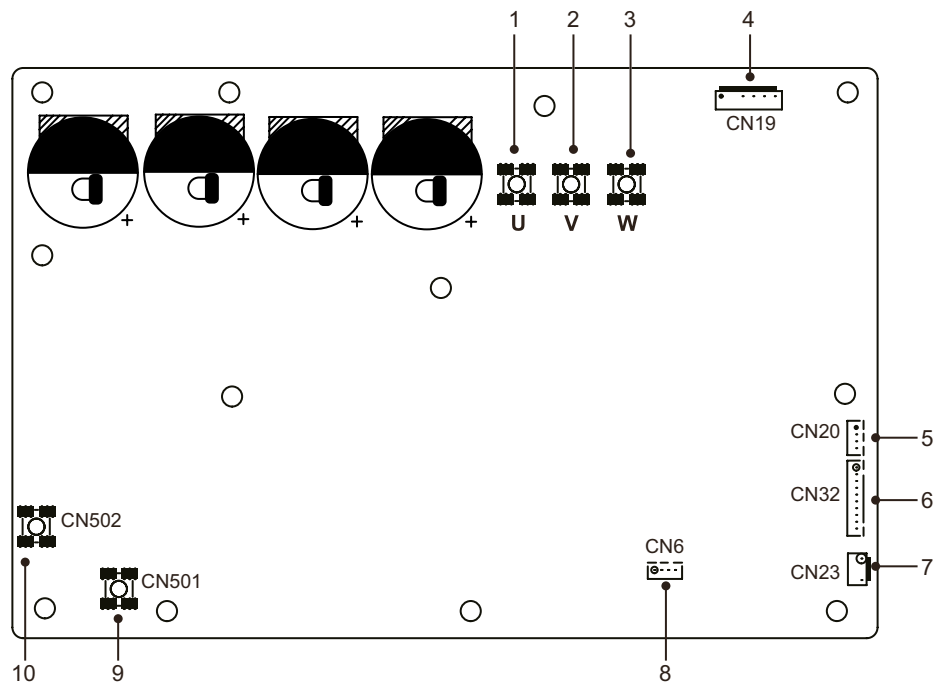 1 2 3 4
CN19
+ + + +
U V W
CN20 5
CN32 6
CN502
CN6
CN23 7
CN501
10 9 8